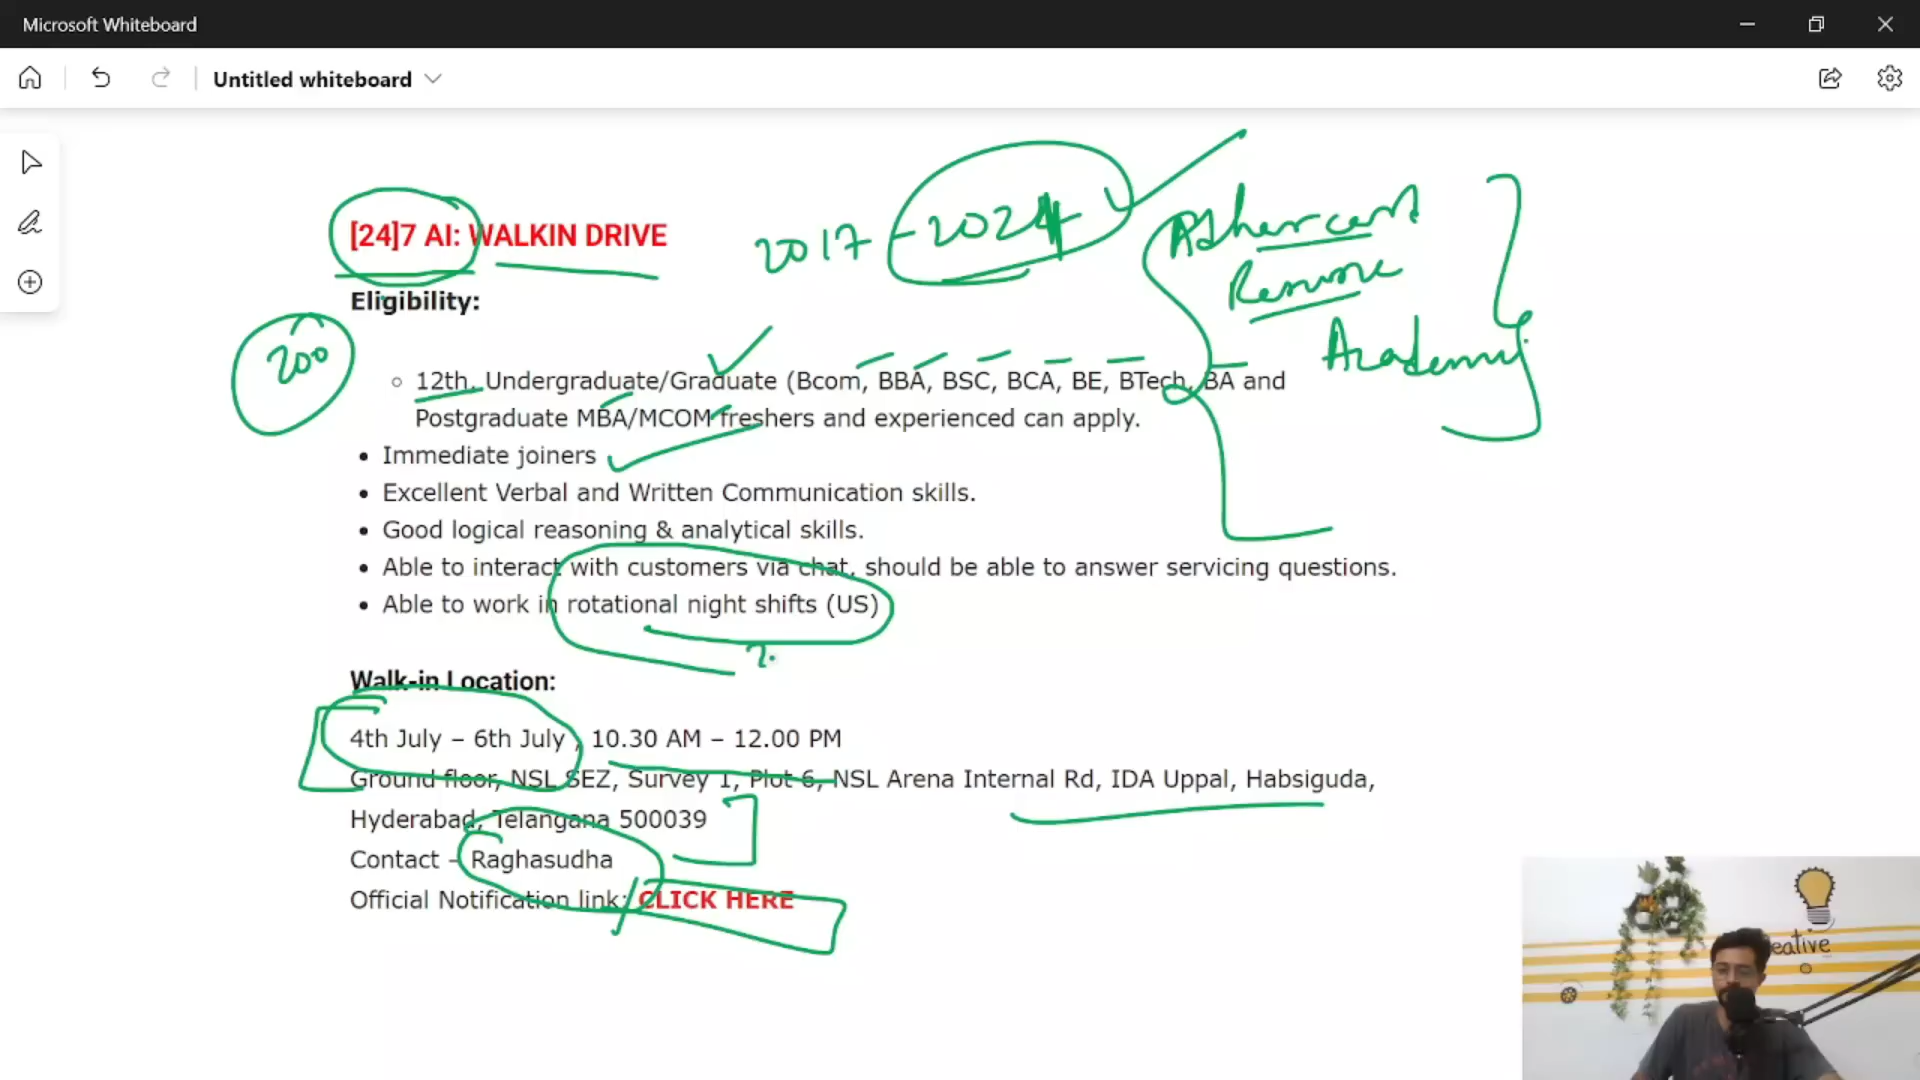 Microsoft Whiteboard
Untitled whiteboard
[24]7 AI: WALKIN DRIVE
2017 - 2024
Adharcard
Resume
Academy
Eligibility:
200
12th, Undergraduate/Graduate (Bcom, BBA, BSC, BCA, BE, BTech, BA and
Postgraduate MBA/MCOM freshers and experienced can apply.
Immediate joiners
Excellent Verbal and Written Communication skills.
Good logical reasoning & analytical skills.
Able to interact with customers via chat, should be able to answer servicing questions.
Able to work in rotational night shifts (US)
Walk-in Location:
4th July – 6th July , 10.30 AM – 12.00 PM
Ground floor, NSL SEZ, Survey 1, Plot 6, NSL Arena Internal Rd, IDA Uppal, Habsiguda,
Hyderabad, Telangana 500039
Contact – Raghasudha
Official Notification link: CLICK HERE
eative